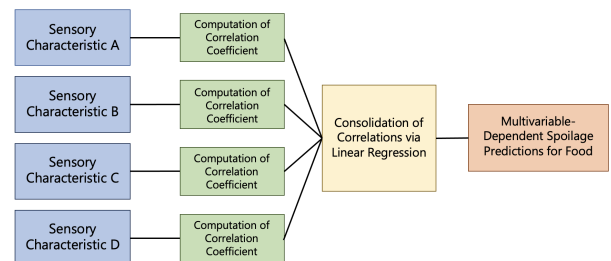 Sensory
Characteristic A
Computation of
Correlation
Coefficient
Sensory
Characteristic B
Computation of
Correlation
Coefficient
Sensory
Characteristic C
Computation of
Correlation
Coefficient
Sensory
Characteristic D
Computation of
Correlation
Coefficient
Consolidation of
Correlations via
Linear Regression
Multivariable-
Dependent Spoilage
Predictions for Food